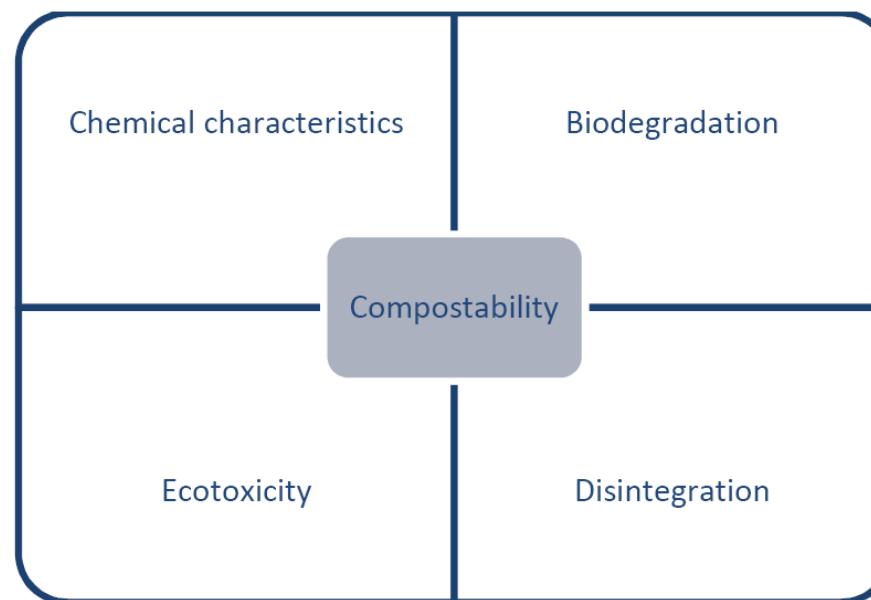 Chemical characteristics
Biodegradation
Compostability
Ecotoxicity
Disintegration